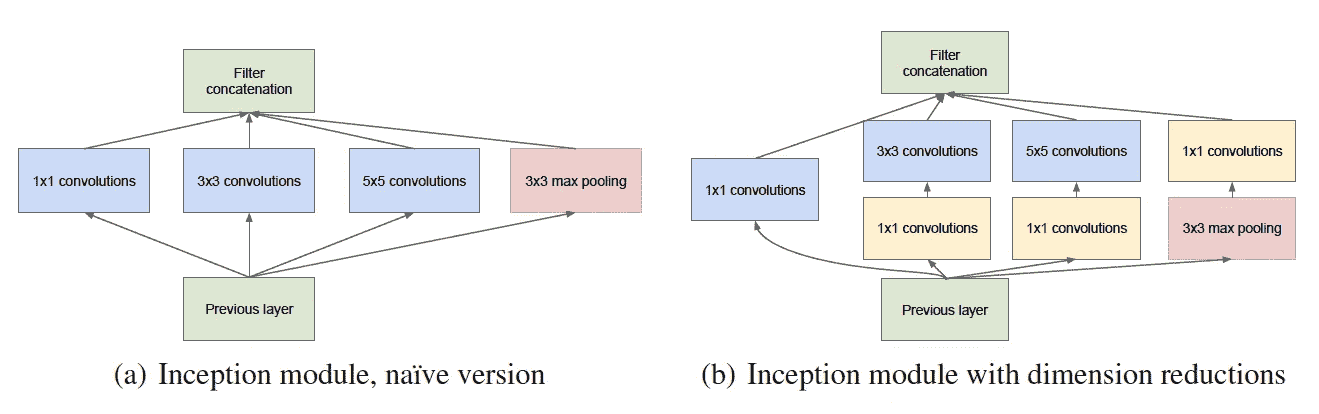 Filter
concatenation
1x1 convolutions
3x3 convolutions
5x5 convolutions
3x3 max pooling
Previous layer
(a) Inception module, naïve version
Filter
concatenation
3x3 convolutions
5x5 convolutions
1x1 convolutions
1x1 convolutions
1x1 convolutions
1x1 convolutions
3x3 max pooling
Previous layer
(b) Inception module with dimension reductions